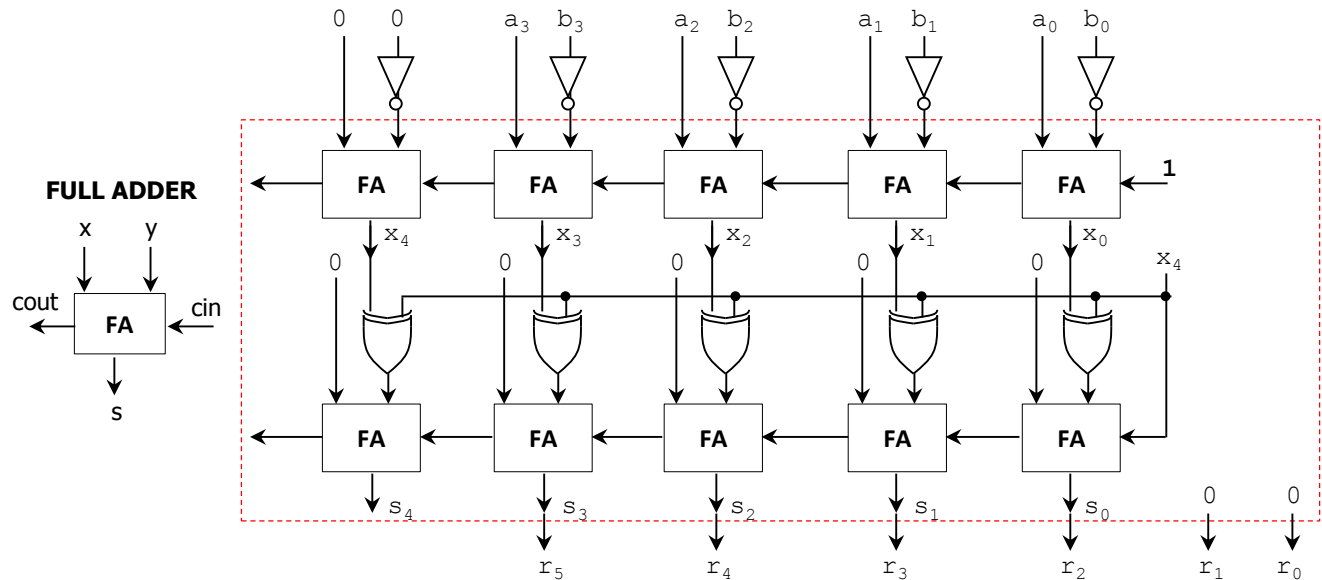 0 0 a₃ b₃ a₂ b₂ a₁ b₁ a₀ b₀
FA FA FA FA FA 1
FULL ADDER
x y
x₄ x₃ x₂ x₁ x₀
0 0 0 0 0 x₄
cout FA cin
s
FA FA FA FA FA
s₄ s₃ s₂ s₁ s₀ 0 0
r₅ r₄ r₃ r₂ r₁ r₀